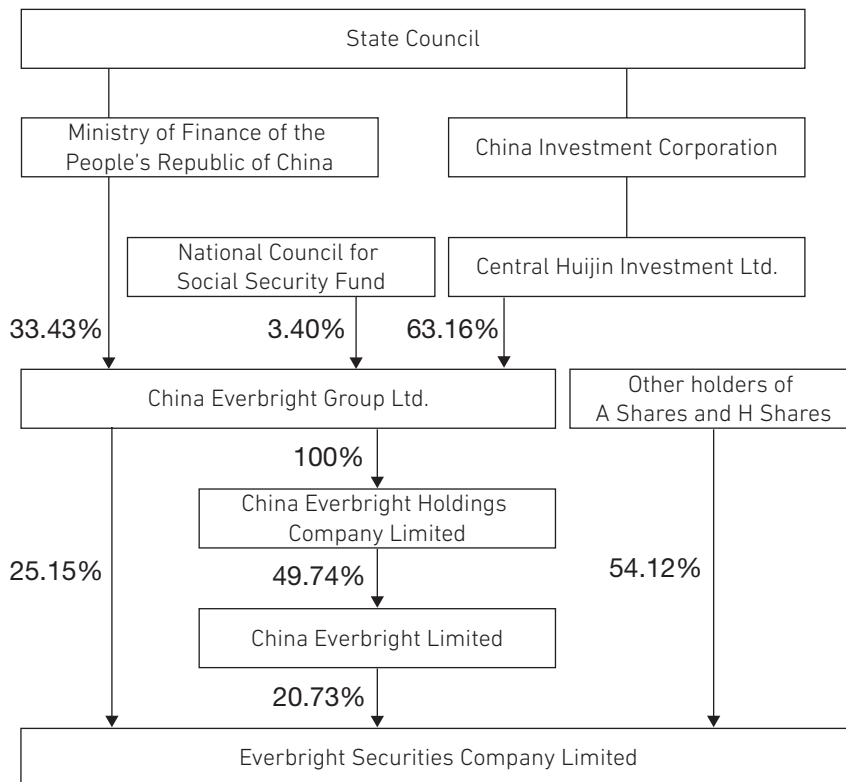 State Council
Ministry of Finance of the
People's Republic of China
China Investment Corporation
National Council for
Social Security Fund
Central Huijin Investment Ltd.
33.43%
3.40%
63.16%
China Everbright Group Ltd.
Other holders of
A Shares and H Shares
100%
China Everbright Holdings
Company Limited
25.15%
49.74%
54.12%
China Everbright Limited
20.73%
Everbright Securities Company Limited